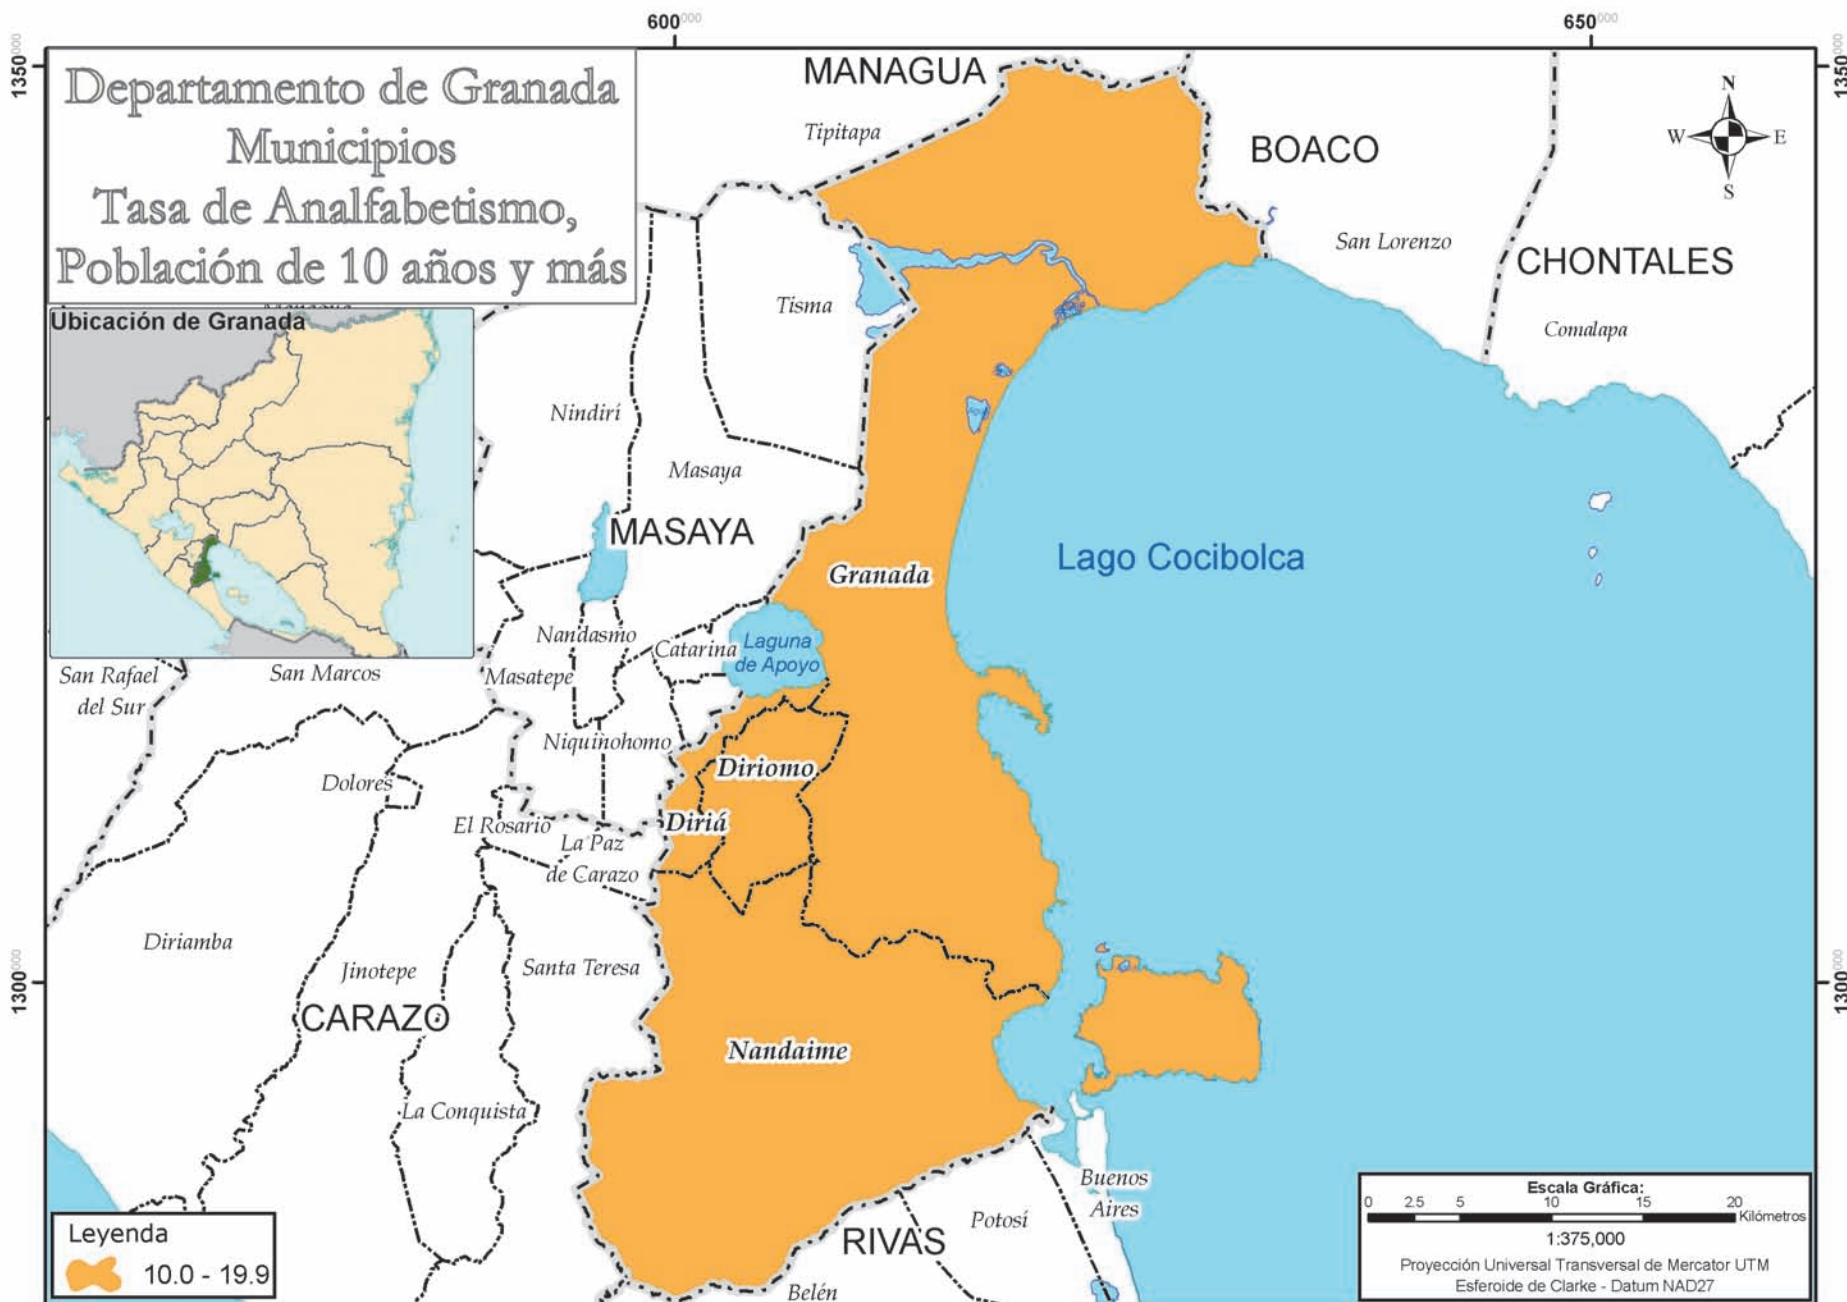 600000
650000
1350000
1350000
Departamento de Granada
Municipios
Tasa de Analfabetismo,
Población de 10 años y más
MANAGUA
Tipitapa
BOACO
N
W
E
S
San Lorenzo
CHONTALES
Comalapa
Ubicación de Granada
Tisma
Nindirí
Masaya
MASAYA
Lago Cocibolca
Granada
Nandasmo
Catarina
Laguna
de Apoyo
San Rafael
del Sur
San Marcos
Masatepe
Niquinohomo
Diriomo
Dolores
Diriá
El Rosario
La Paz
de Carazo
Diriamba
Jinotepe
Santa Teresa
1300000
1300000
CARAZO
Nandaime
La Conquista
Buenos
Aires
Potosí
RIVAS
Belén
Leyenda
10.0 - 19.9
Escala Gráfica:
0 2.5 5 10 15 20
Kilómetros
1:375,000
Proyección Universal Transversal de Mercator UTM
Esferoide de Clarke - Datum NAD27